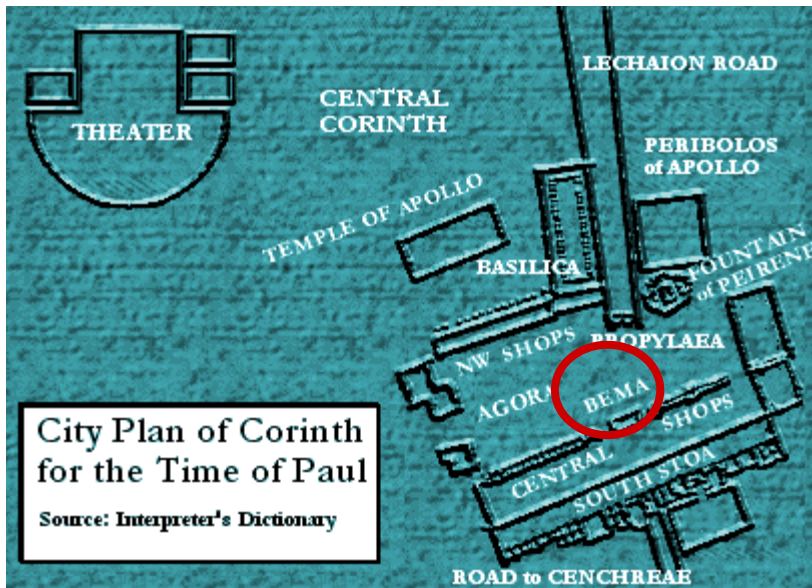 LECHAION ROAD
CENTRAL
CORINTH
THEATER
PERIBOLOS
of APOLLO
TEMPLE OF APOLLO
BASILICA
FOUNTAIN
of PEIRENE
PROPYLAEA
NW SHOPS
AGORA
BEMA
CENTRAL SHOPS
SOUTH STOA
City Plan of Corinth
for the Time of Paul
Source: Interpreter's Dictionary
ROAD to CENCHREAE